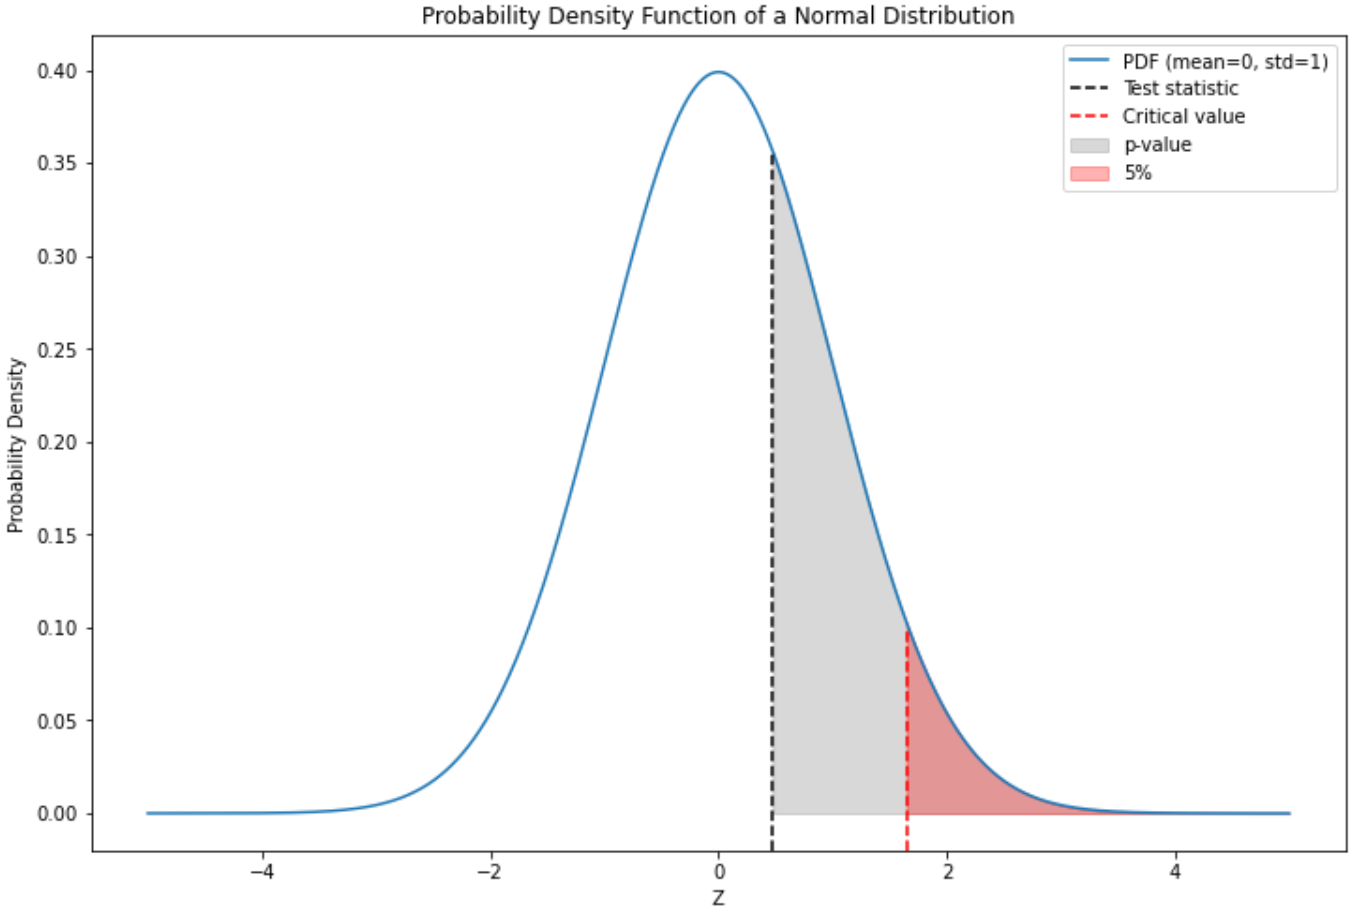 Probability Density Function of a Normal Distribution
PDF (mean=0, std=1)
Test statistic
Critical value
p-value
5%
Probability Density
0.40
0.35
0.30
0.25
0.20
0.15
0.10
0.05
0.00
−4 −2 0 2 4
Z